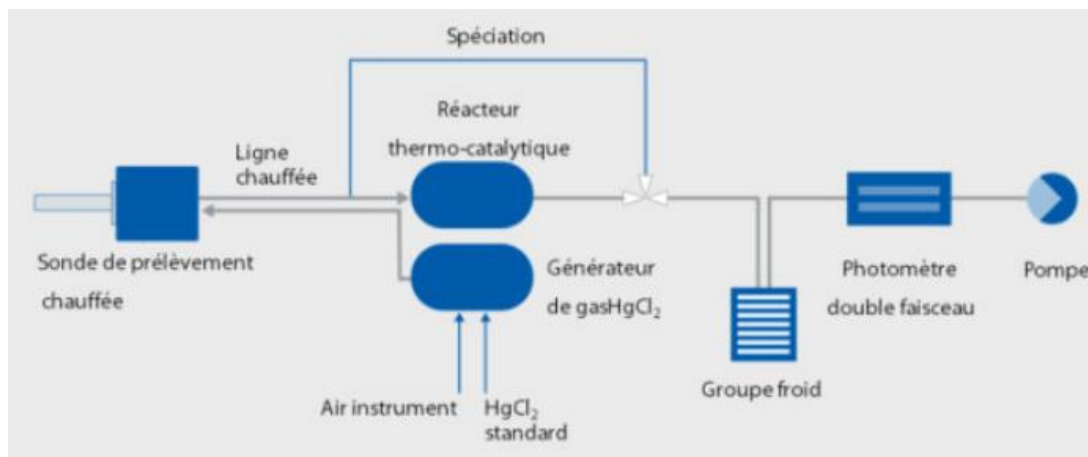 Spéciation
Réacteur
thermo-catalytique
Ligne
chauffée
Sonde de prélèvement
chauffée
Générateur
de gasHgCl₂
Air instrument
HgCl₂
standard
Groupe froid
Photomètre
double faisceau
Pompe